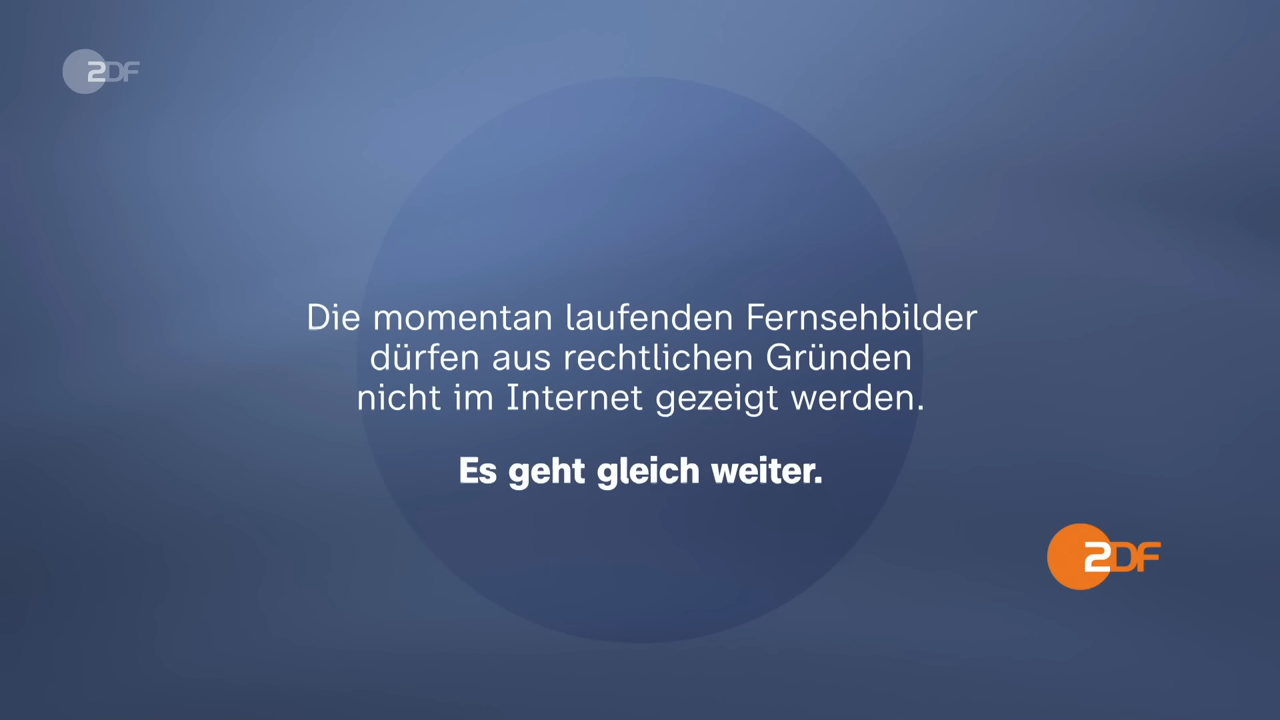 ZDF
Die momentan laufenden Fernsehbilder
dürfen aus rechtlichen Gründen
nicht im Internet gezeigt werden.
Es geht gleich weiter.
ZDF